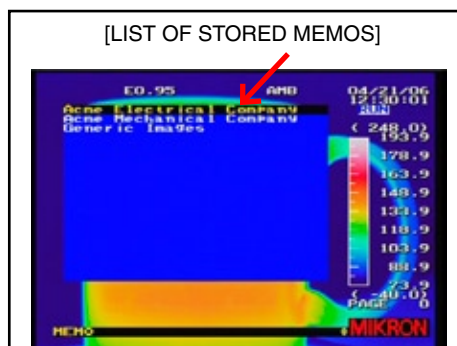 [LIST OF STORED MEMOS]
E0.95 AMB 04/21/06
12:30:01
RUN
Acme Electrical Company
Acme Mechanical Company
Generic Images
( 248.0)
193.9
178.9
163.9
148.9
133.9
118.9
103.9
88.9
73.9
( -40.0)
PAGE 0
MEMO
MIKRON